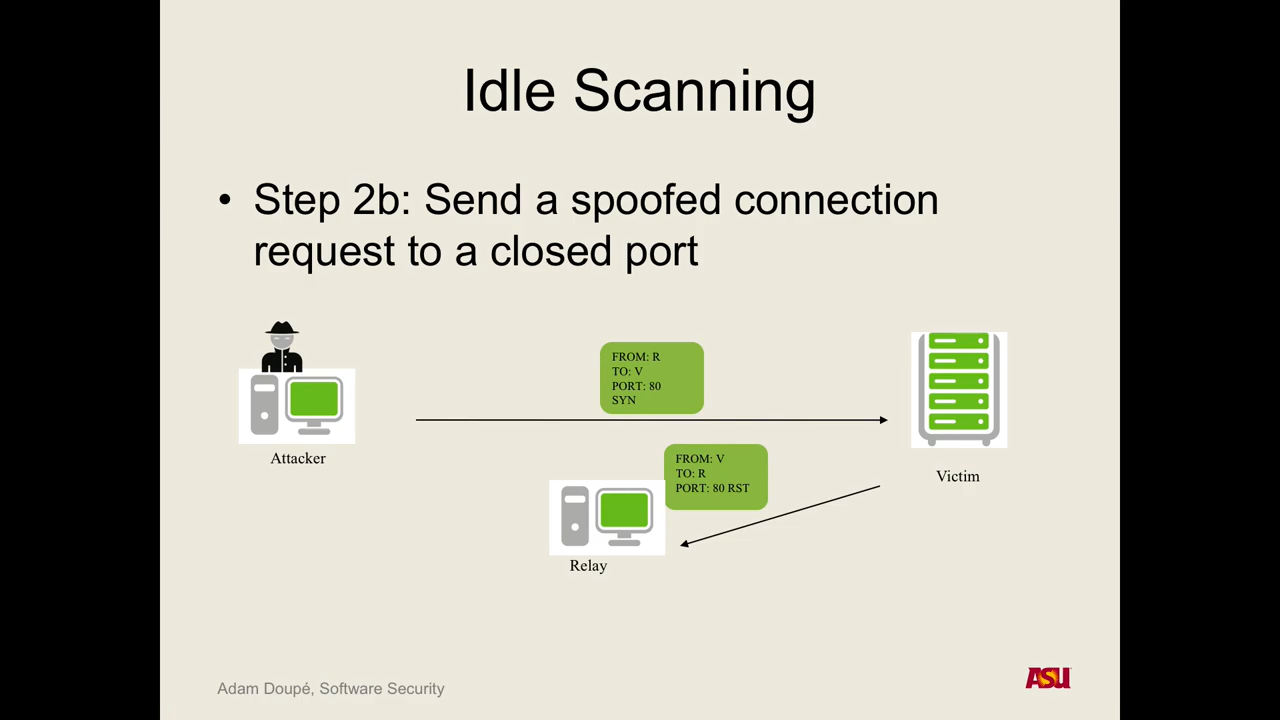 Idle Scanning
• Step 2b: Send a spoofed connection
request to a closed port
FROM: R
TO: V
PORT: 80
SYN
Attacker
FROM: V
TO: R
PORT: 80 RST
Victim
Relay
Adam Doupé, Software Security
ASU